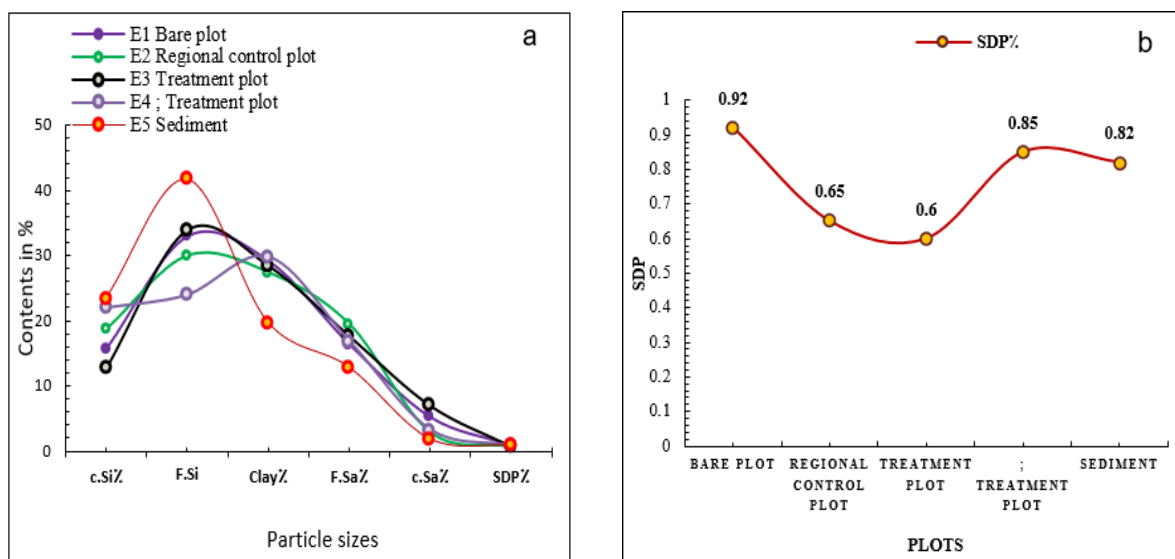 a
E1 Bare plot
E2 Regional control plot
E3 Treatment plot
E4 ; Treatment plot
E5 Sediment
50
40
30
20
10
0
Contents in %
c.Si% F.Si Clay% F.Sa% c.Sa% SDP%
Particle sizes
b
SDP%
1
0.9
0.8
0.7
0.6
0.5
0.4
0.3
0.2
0.1
0
SDP
0.92
0.65
0.6
0.85
0.82
BARE PLOT
REGIONAL
CONTROL
PLOT
TREATMENT
PLOT
;
TREATMENT
PLOT
SEDIMENT
PLOTS